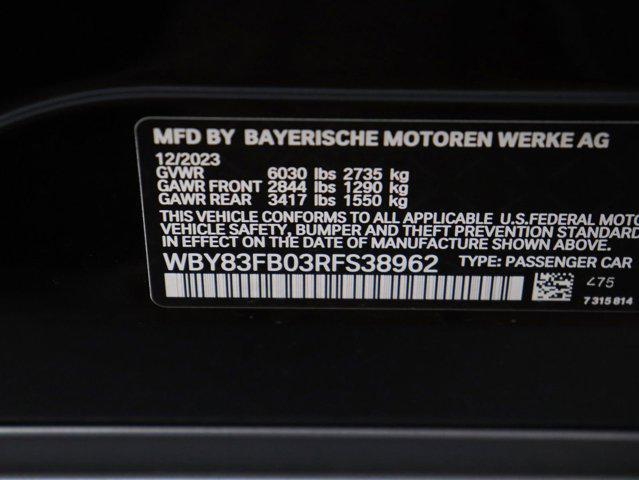 MFD BY BAYERISCHE MOTOREN WERKE AG
12/2023
GVWR 6030 lbs 2735 kg
GAWR FRONT 2844 lbs 1290 kg
GAWR REAR 3417 lbs 1550 kg
THIS VEHICLE CONFORMS TO ALL APPLICABLE U.S.FEDERAL MOTO
VEHICLE SAFETY, BUMPER AND THEFT PREVENTION STANDARD
IN EFFECT ON THE DATE OF MANUFACTURE SHOWN ABOVE.
WBY83FB03RFS38962 TYPE: PASSENGER CAR
475
7 315 814